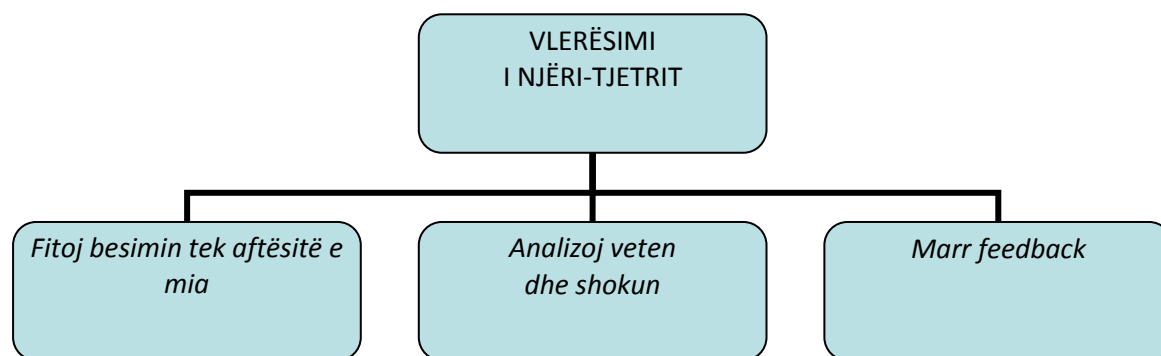 VLERËSIMI
I NJËRI-TJETRIT
Fitoj besimin tek aftësitë e
mia
Analizoj veten
dhe shokun
Marr feedback